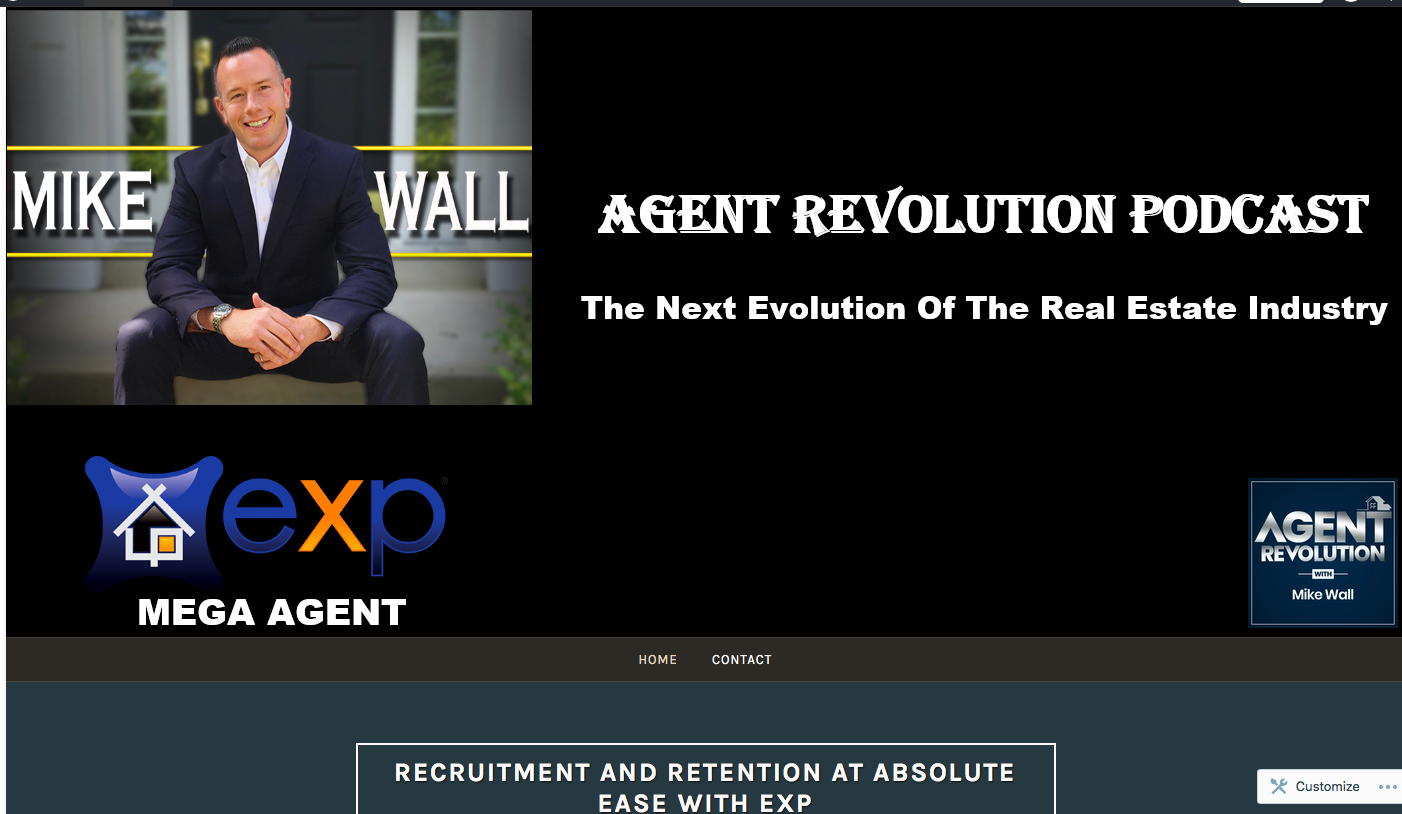 MIKE WALL
AGENT REVOLUTION PODCAST
The Next Evolution Of The Real Estate Industry
exp®
MEGA AGENT
AGENT
REVOLUTION
WITH
Mike Wall
HOME CONTACT
RECRUITMENT AND RETENTION AT ABSOLUTE
EASE WITH EXP
Customize